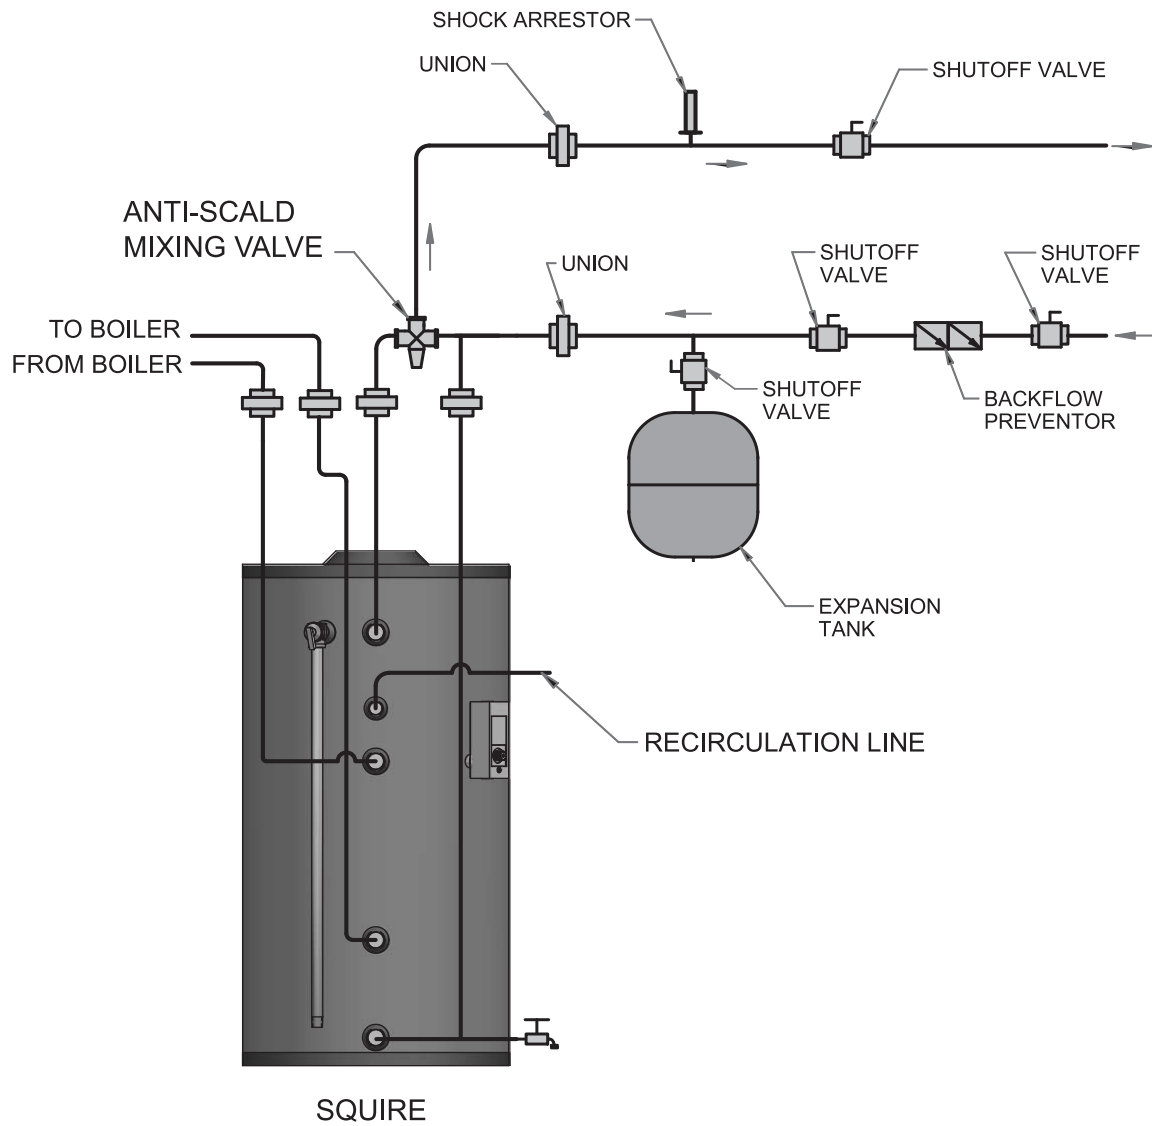 SHOCK ARRESTOR
UNION
SHUTOFF VALVE
ANTI-SCALD
MIXING VALVE
UNION
SHUTOFF
VALVE
SHUTOFF
VALVE
TO BOILER
FROM BOILER
SHUTOFF
VALVE
BACKFLOW
PREVENTOR
EXPANSION
TANK
RECIRCULATION LINE
SQUIRE